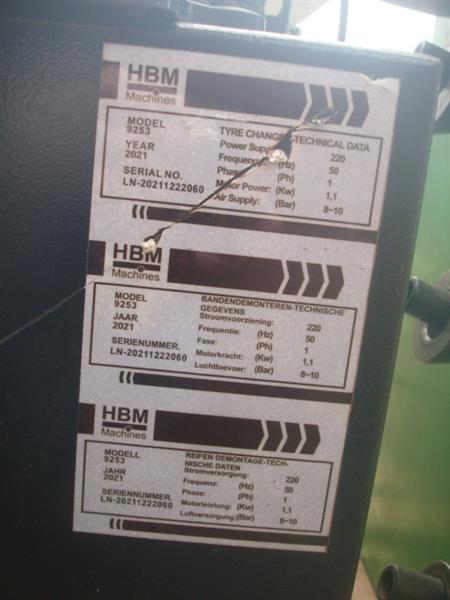 HBM
Machines
MODEL
9253
YEAR
2021
SERIAL NO.
LN-20211222060
TYRE CHANGE -TECHNICAL DATA
Power Supp 220
Frequency (Hz) 50
Phase (Ph) 1
Motor Power: (Kw) 1,1
Air Supply: (Bar) 8~10
HBM
Machines
MODEL
9253
JAAR
2021
SERIENUMMER.
LN-20211222060
BANDENDEMONTEREN-TECHNISCHE
GEGEVENS
Stroomvoorziening: 220
Frequentie: (Hz) 50
Fase: (Ph) 1
Motorkracht: (Kw) 1,1
Luchttoevoer: (Bar) 8~10
HBM
Machines
MODELL
9253
JAHR
2021
SERIENNUMMER.
LN-20211222060
REIFEN DEMONTAGE-TECH-
NISCHE DATEN
Stromversorgung: 220
Frequenz: (Hz) 50
Phase: (Ph) 1
Motorleistung: (Kw) 1,1
Luftversorgung: (Bar) 8~10